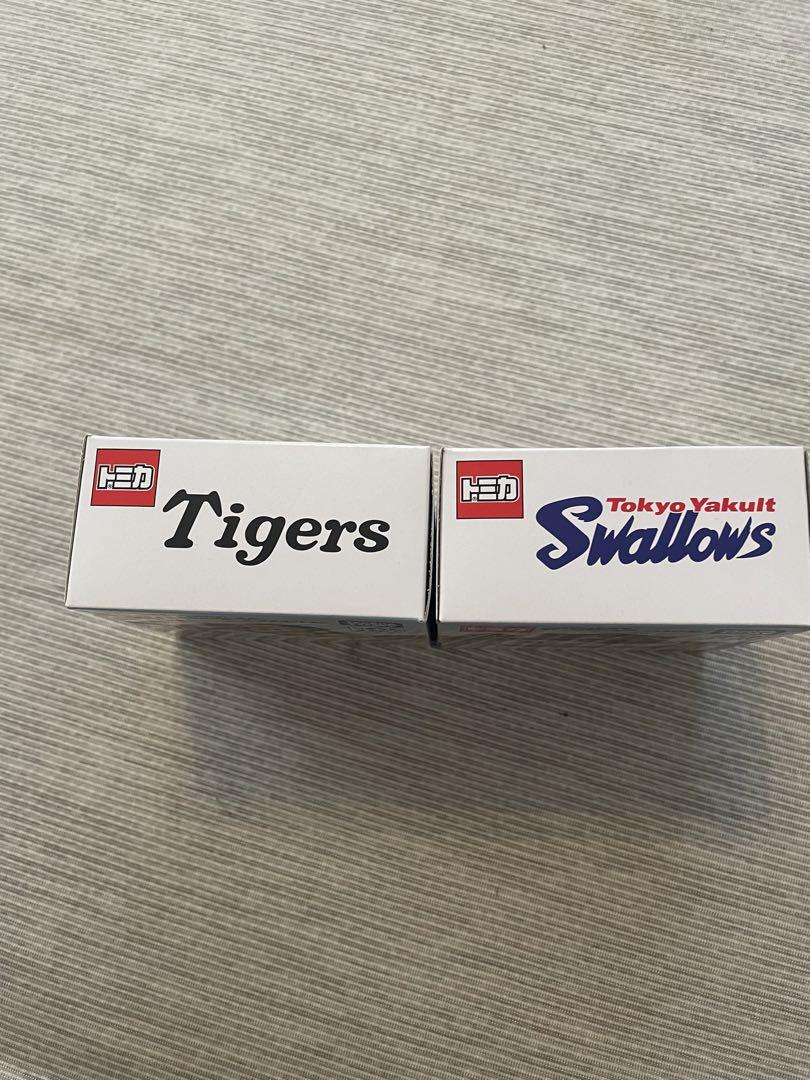 トミカ
Tigers
トミカ
Tokyo Yakult
Swallows